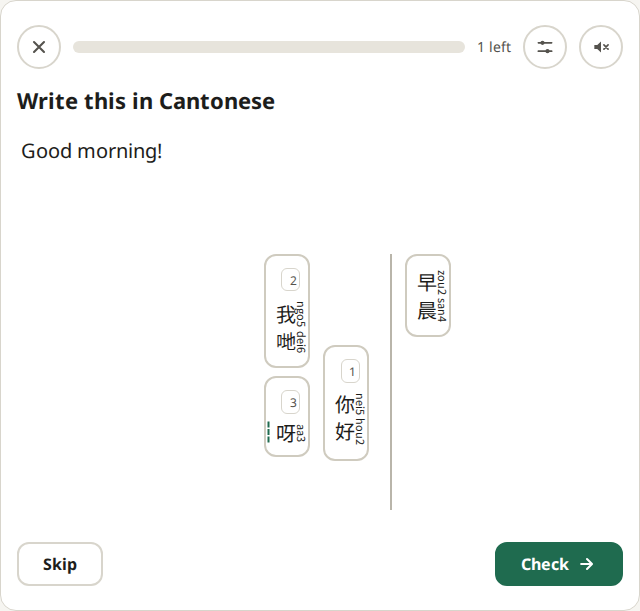 1 left
Write this in Cantonese
Good morning!
早晨
zou2 san4
1
你好
nei5 hou2
2
我哋
ngo5 dei6
3
呀
aa3
Skip
Check